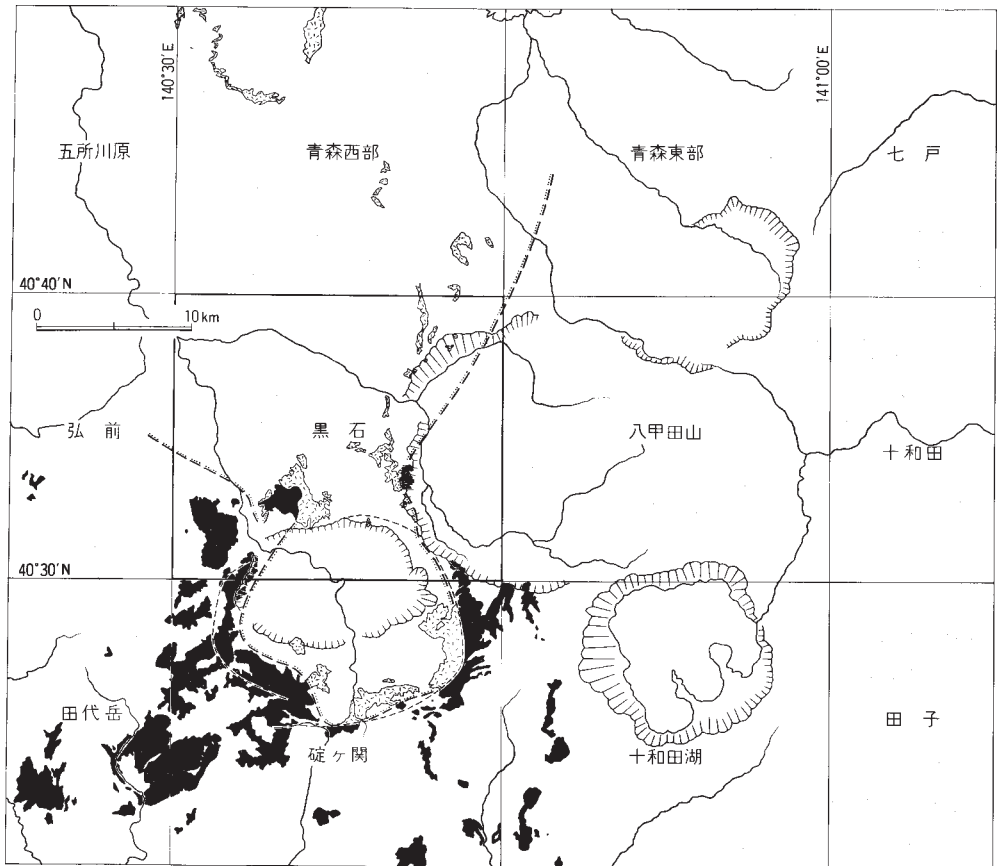 140°30′E
141°00′E
五所川原
青森西部
青森東部
七戸
40°40′N
0 10km
弘前
黒石
八甲田山
十和田
40°30′N
田代岳
碇ヶ関
十和田湖
田子